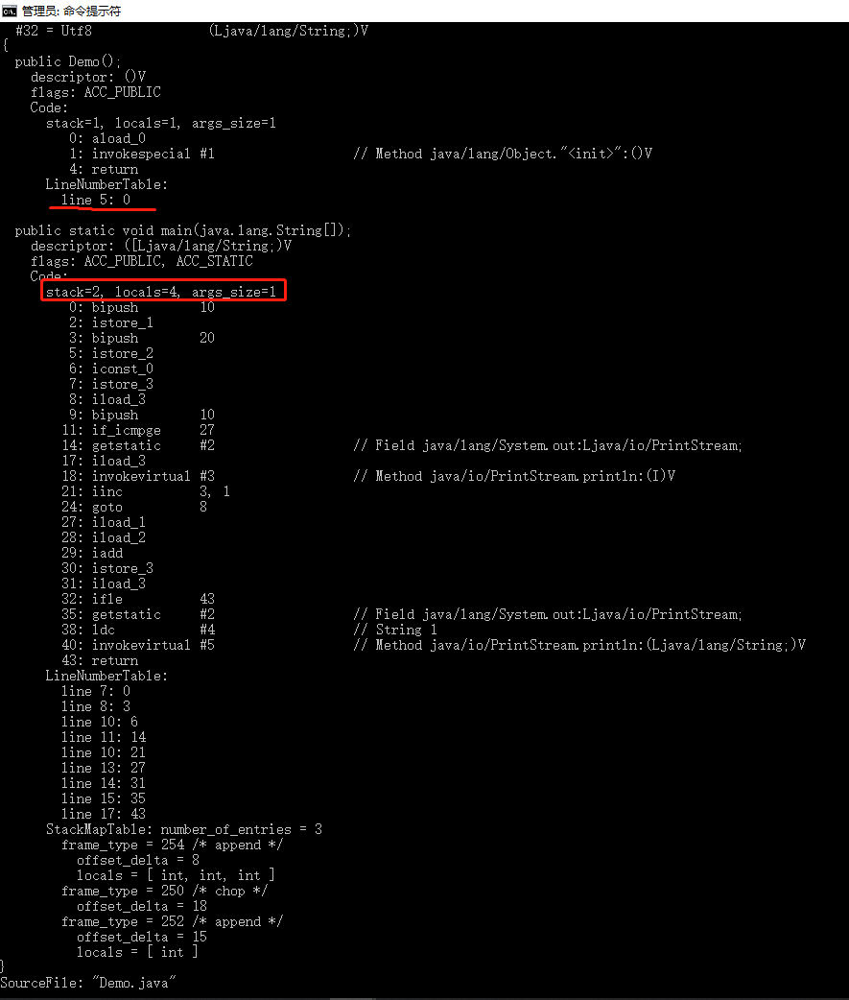 管理员: 命令提示符
#32 = Utf8               (Ljava/lang/String;)V
{
  public Demo();
    descriptor: ()V
    flags: ACC_PUBLIC
    Code:
      stack=1, locals=1, args_size=1
         0: aload_0
         1: invokespecial #1                  // Method java/lang/Object."<init>":()V
         4: return
      LineNumberTable:
        line 5: 0
  public static void main(java.lang.String[]);
    descriptor: ([Ljava/lang/String;)V
    flags: ACC_PUBLIC, ACC_STATIC
    Code:
      stack=2, locals=4, args_size=1
         0: bipush        10
         2: istore_1
         3: bipush        20
         5: istore_2
         6: iconst_0
         7: istore_3
         8: iload_3
         9: bipush        10
        11: if_icmpge     27
        14: getstatic     #2                  // Field java/lang/System.out:Ljava/io/PrintStream;
        17: iload_3
        18: invokevirtual #3                  // Method java/io/PrintStream.println:(I)V
        21: iinc          3, 1
        24: goto          8
        27: iload_1
        28: iload_2
        29: iadd
        30: istore_3
        31: iload_3
        32: ifle          43
        35: getstatic     #2                  // Field java/lang/System.out:Ljava/io/PrintStream;
        38: ldc           #4                  // String 1
        40: invokevirtual #5                  // Method java/io/PrintStream.println:(Ljava/lang/String;)V
        43: return
      LineNumberTable:
        line 7: 0
        line 8: 3
        line 10: 6
        line 11: 14
        line 10: 21
        line 13: 27
        line 14: 31
        line 15: 35
        line 17: 43
      StackMapTable: number_of_entries = 3
        frame_type = 254 /* append */
          offset_delta = 8
          locals = [ int, int, int ]
        frame_type = 250 /* chop */
          offset_delta = 18
        frame_type = 252 /* append */
          offset_delta = 15
          locals = [ int ]
}
SourceFile: "Demo.java"